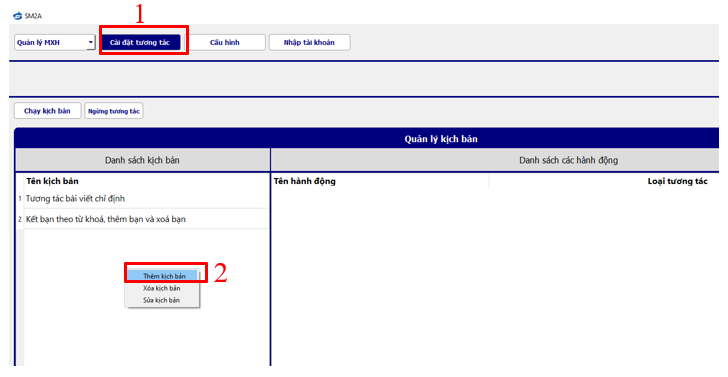 SM2A
1
Quản lý MXH Cài đặt tương tác Cấu hình Nhập tài khoản
Chạy kịch bản Ngừng tương tác
Quản lý kịch bản
Danh sách kịch bản Danh sách các hành động
Tên kịch bản Tên hành động Loại tương tác
1 Tương tác bài viết chỉ định
2 Kết bạn theo từ khoá, thêm bạn và xoá bạn
Thêm kịch bản 2
Xóa kịch bản
Sửa kịch bản